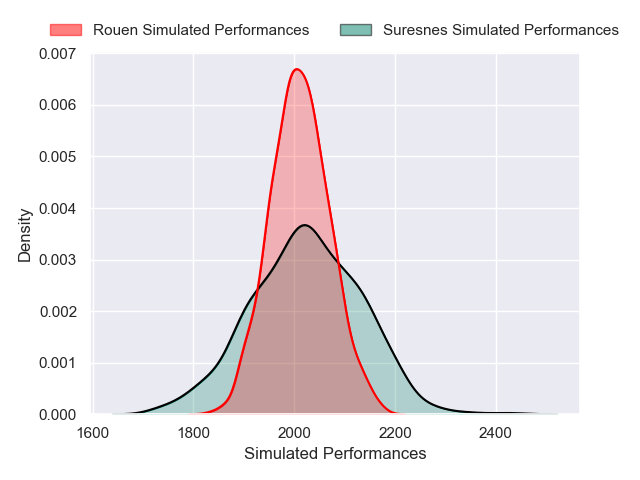 Rouen Simulated Performances Suresnes Simulated Performances
0.007
0.006
0.005
0.004
0.003
0.002
0.001
0.000
Density
1600 1800 2000 2200 2400
Simulated Performances